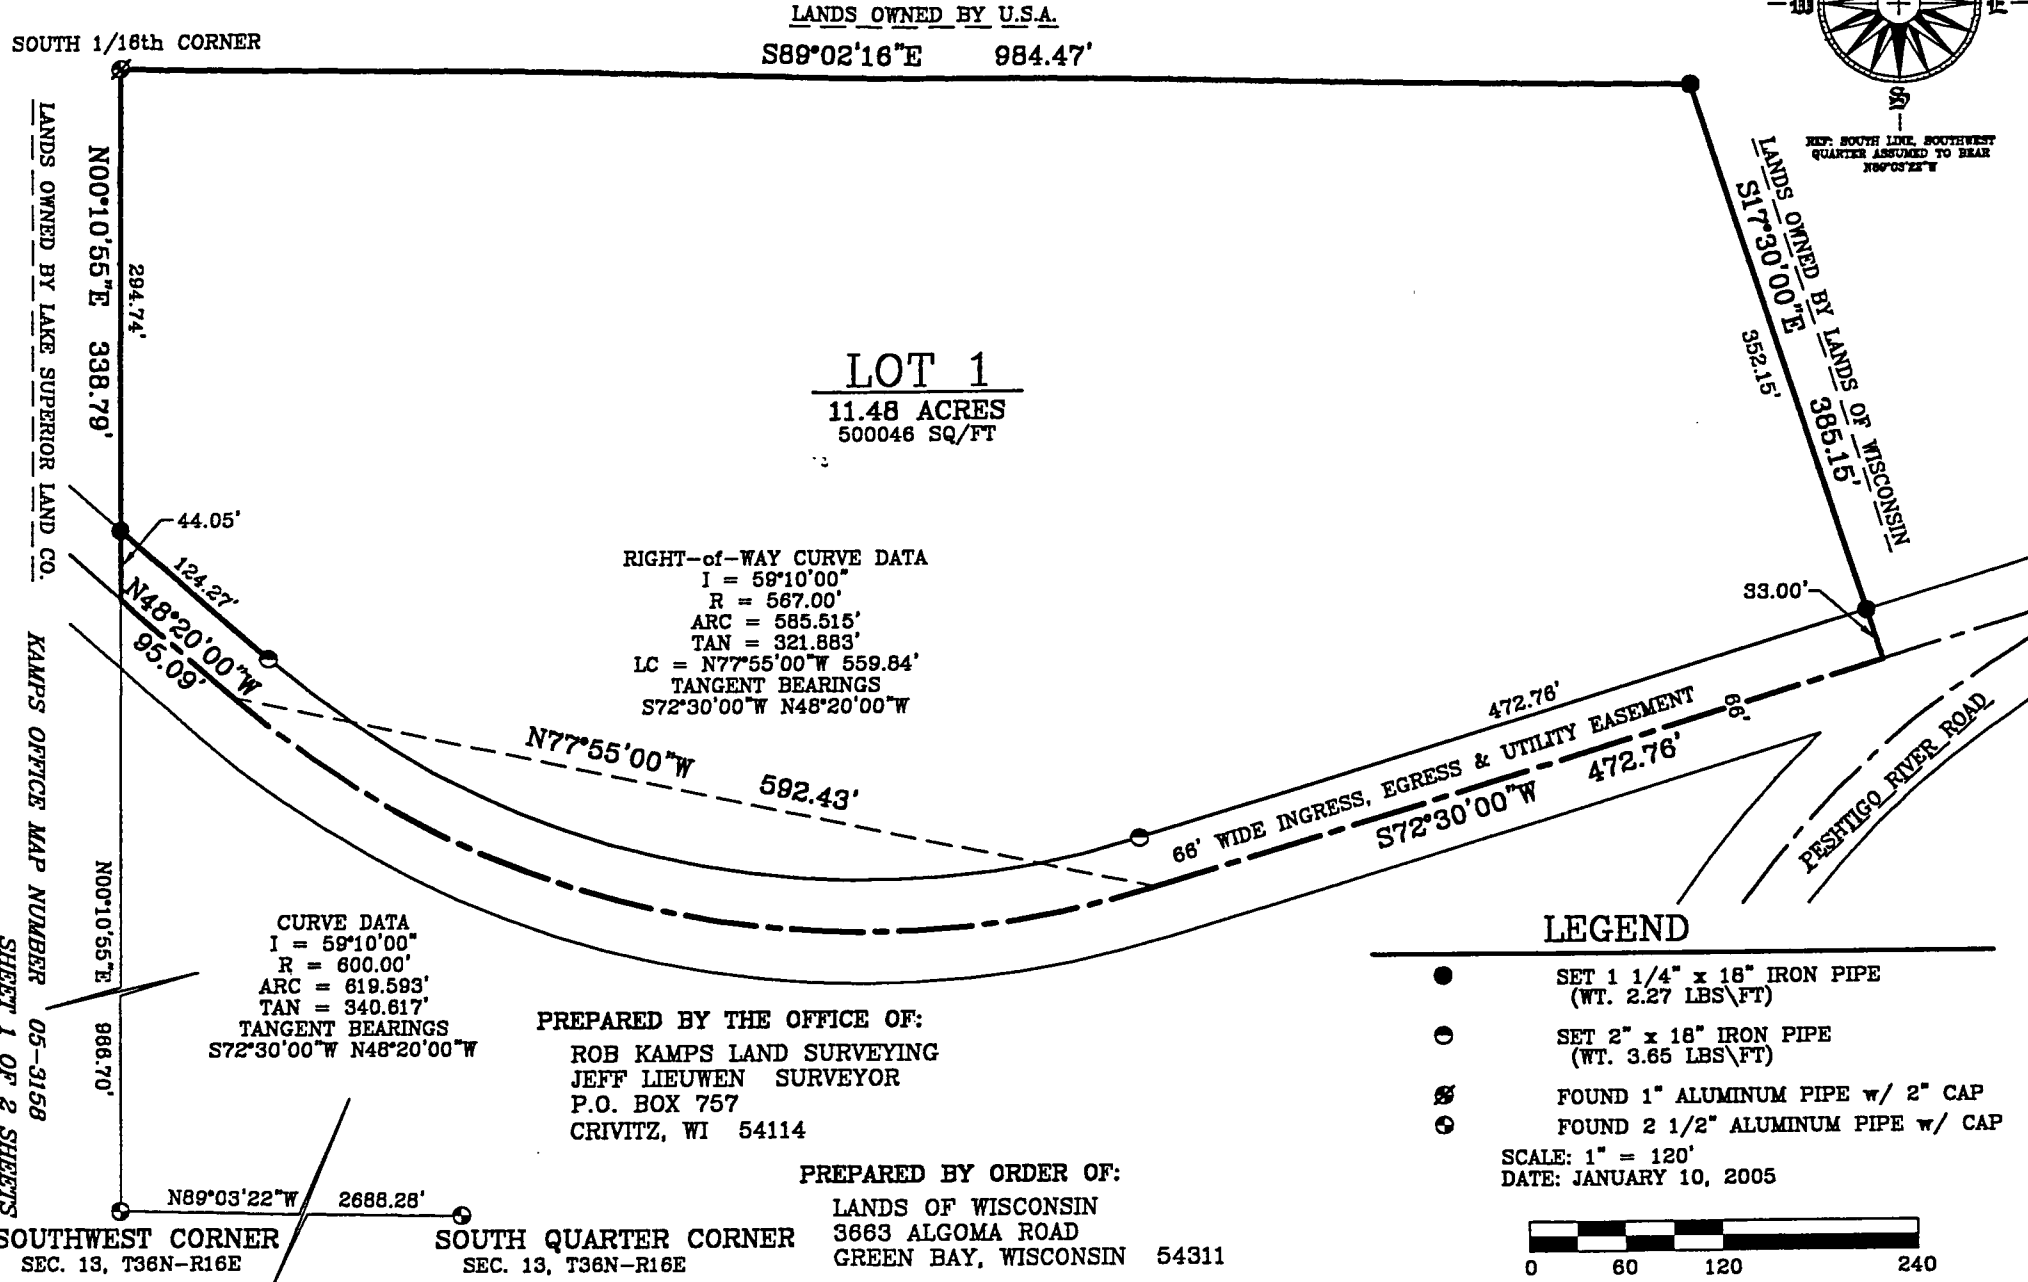 LANDS OWNED BY U.S.A.
S89°02'16"E 984.47'
SOUTH 1/16th CORNER
E
S
REF: SOUTH LINE, SOUTHWEST
QUARTER ASSUMED TO BEAR
N89°03'22"W
LANDS OWNED BY LAKE SUPERIOR LAND CO.
N00°10'55"E 338.79'
294.74'
LANDS OWNED BY LANDS OF WISCONSIN
S17°30'00"E 385.15'
352.15'
LOT 1
11.48 ACRES
500046 SQ/FT
44.05'
124.27'
N48°20'00"W
95.09'
RIGHT-of-WAY CURVE DATA
I = 59°10'00"
R = 567.00'
ARC = 585.515'
TAN = 321.883'
LC = N77°55'00"W 559.84'
TANGENT BEARINGS
S72°30'00"W N48°20'00"W
33.00'
N77°55'00"W 592.43'
472.76'
66' WIDE INGRESS, EGRESS & UTILITY EASEMENT
66'
S72°30'00"W 472.76'
PESHTIGO RIVER ROAD
KAMPS OFFICE MAP NUMBER 05-3158
SHEET 1 OF 2 SHEETS
N00°10'55"E 986.70'
CURVE DATA
I = 59°10'00"
R = 600.00'
ARC = 619.593'
TAN = 340.617'
TANGENT BEARINGS
S72°30'00"W N48°20'00"W
PREPARED BY THE OFFICE OF:
ROB KAMPS LAND SURVEYING
JEFF LIEUWEN SURVEYOR
P.O. BOX 757
CRIVITZ, WI 54114
LEGEND
SET 1 1/4" x 18" IRON PIPE
(WT. 2.27 LBS\FT)
SET 2" x 18" IRON PIPE
(WT. 3.65 LBS\FT)
FOUND 1" ALUMINUM PIPE w/ 2" CAP
FOUND 2 1/2" ALUMINUM PIPE w/ CAP
SCALE: 1" = 120'
DATE: JANUARY 10, 2005
PREPARED BY ORDER OF:
LANDS OF WISCONSIN
3663 ALGOMA ROAD
GREEN BAY, WISCONSIN 54311
N89°03'22"W 2688.28'
SOUTHWEST CORNER
SEC. 13, T36N-R16E
SOUTH QUARTER CORNER
SEC. 13, T36N-R16E
0 60 120 240